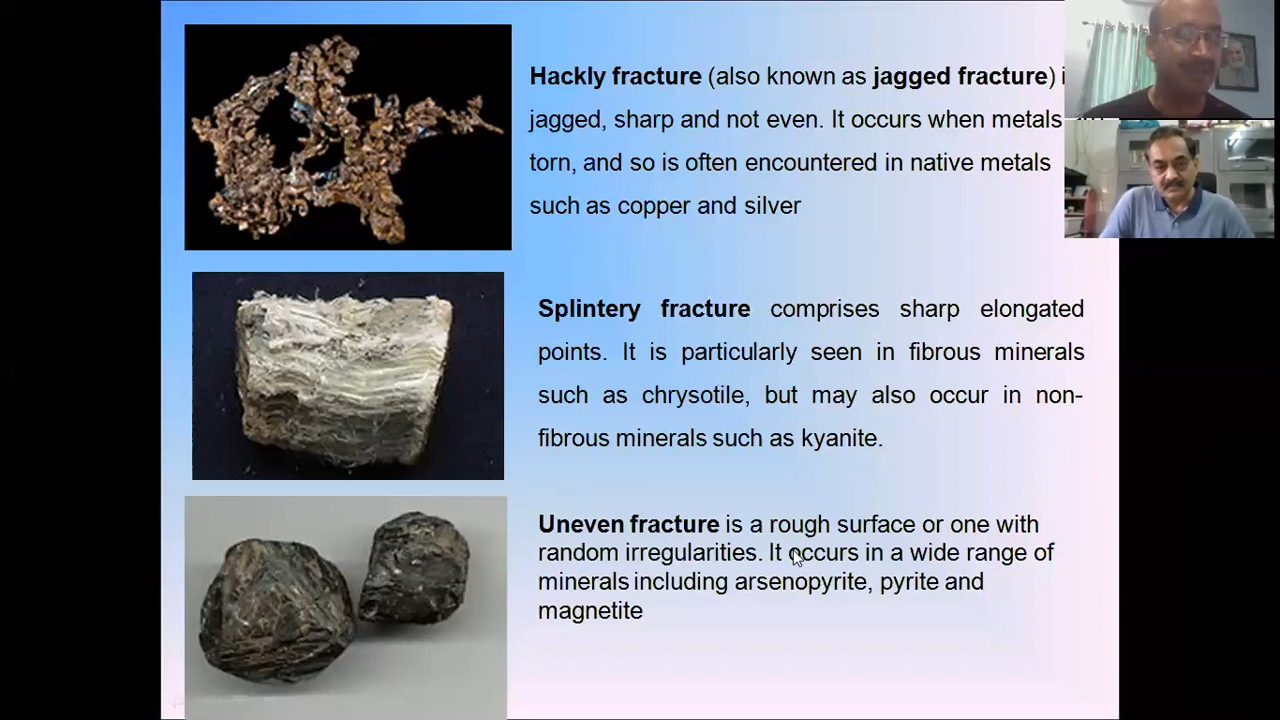 Hackly fracture (also known as jagged fracture)
jagged, sharp and not even. It occurs when metals
torn, and so is often encountered in native metals
such as copper and silver
Splintery fracture comprises sharp elongated
points. It is particularly seen in fibrous minerals
such as chrysotile, but may also occur in non-
fibrous minerals such as kyanite.
Uneven fracture is a rough surface or one with
random irregularities. It occurs in a wide range of
minerals including arsenopyrite, pyrite and
magnetite